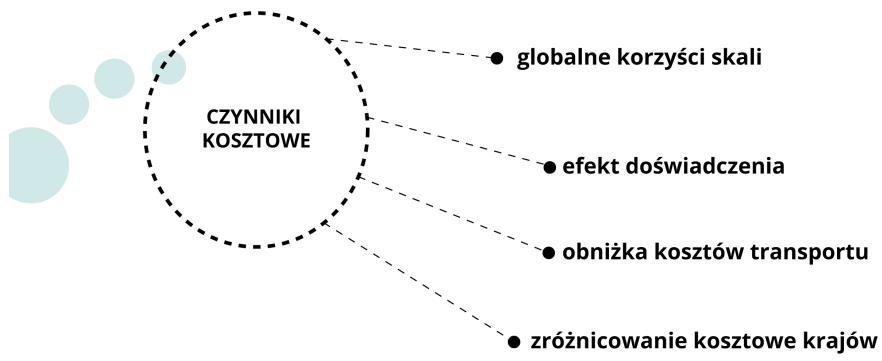 CZYNNIKI
KOSZTOWE
globalne korzyści skali
efekt doświadczenia
obniżka kosztów transportu
zróżnicowanie kosztowe krajów